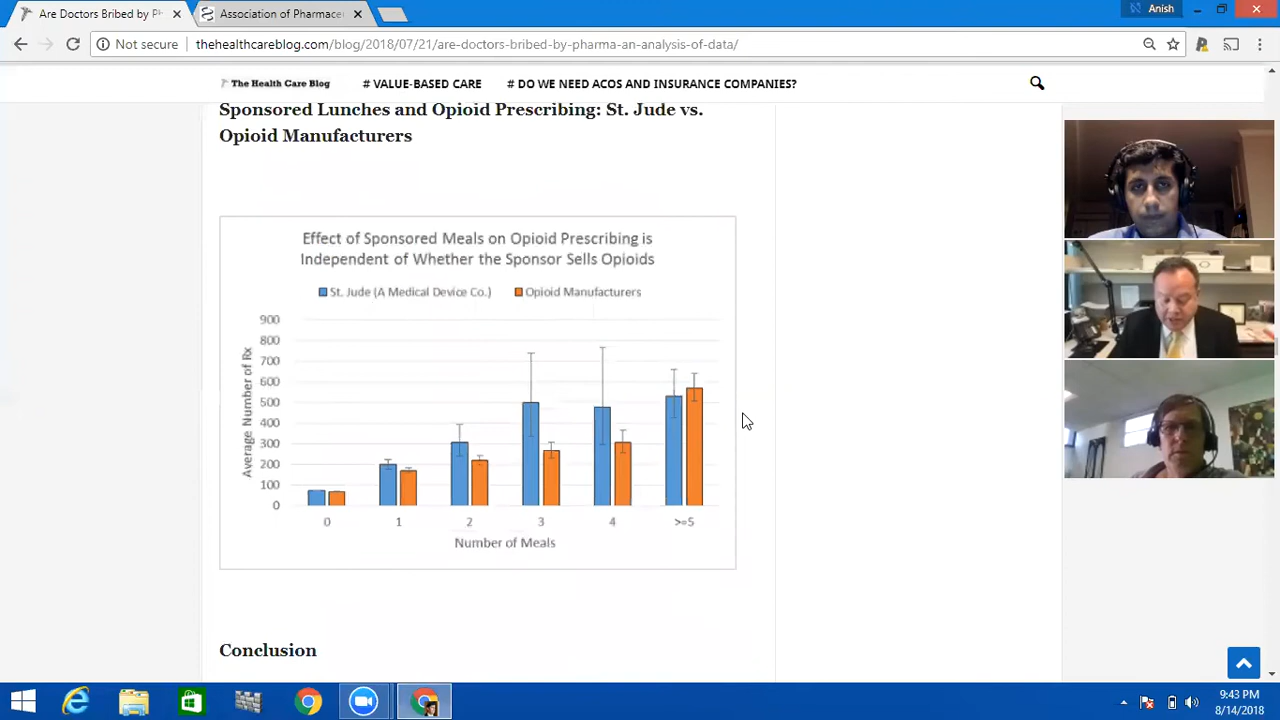 Are Doctors Bribed by Ph
Association of Pharmaceu
Anish
Not secure
thehealthcareblog.com/blog/2018/07/21/are-doctors-bribed-by-pharma-an-analysis-of-data/
The Health Care Blog
# VALUE-BASED CARE
# DO WE NEED ACOS AND INSURANCE COMPANIES?
Sponsored Lunches and Opioid Prescribing: St. Jude vs.
Opioid Manufacturers
Effect of Sponsored Meals on Opioid Prescribing is
Independent of Whether the Sponsor Sells Opioids
St. Jude (A Medical Device Co.)
Opioid Manufacturers
Average Number of Rx
900
800
700
600
500
400
300
200
100
0
0 1 2 3 4 >=5
Number of Meals
Conclusion
9:43 PM
8/14/2018